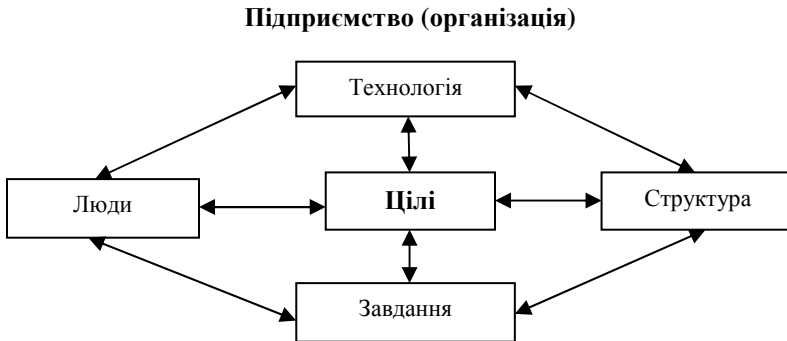 Підприємство (організація)
Технологія
Люди
Цілі
Структура
Завдання